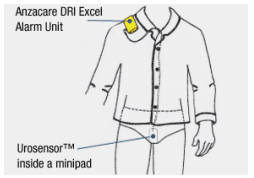 Anzacare DRI Excel
Alarm Unit
Urosensor™
inside a minipad